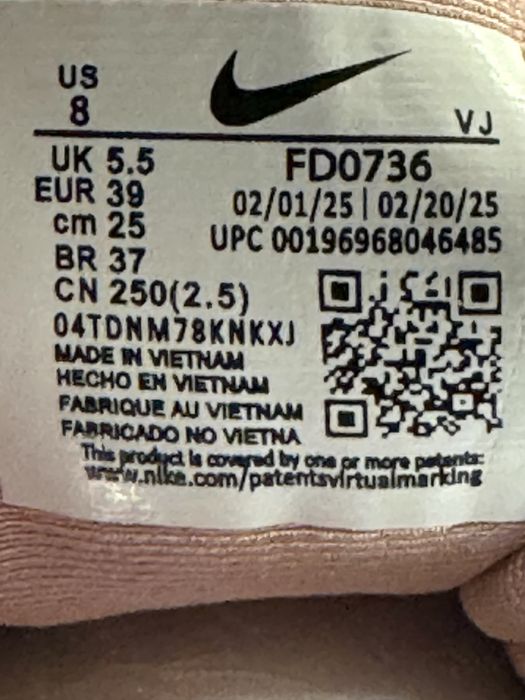 US
8
VJ
UK 5.5
EUR 39
cm 25
BR 37
CN 250(2.5)
FD0736
02/01/25 | 02/20/25
UPC 00196968046485
04TDNM78KNKXJ
MADE IN VIETNAM
HECHO EN VIETNAM
FABRIQUE AU VIETNAM
FABRICADO NO VIETNA
This product is covered by one or more patents:
www.nike.com/patentsvirtualmarking